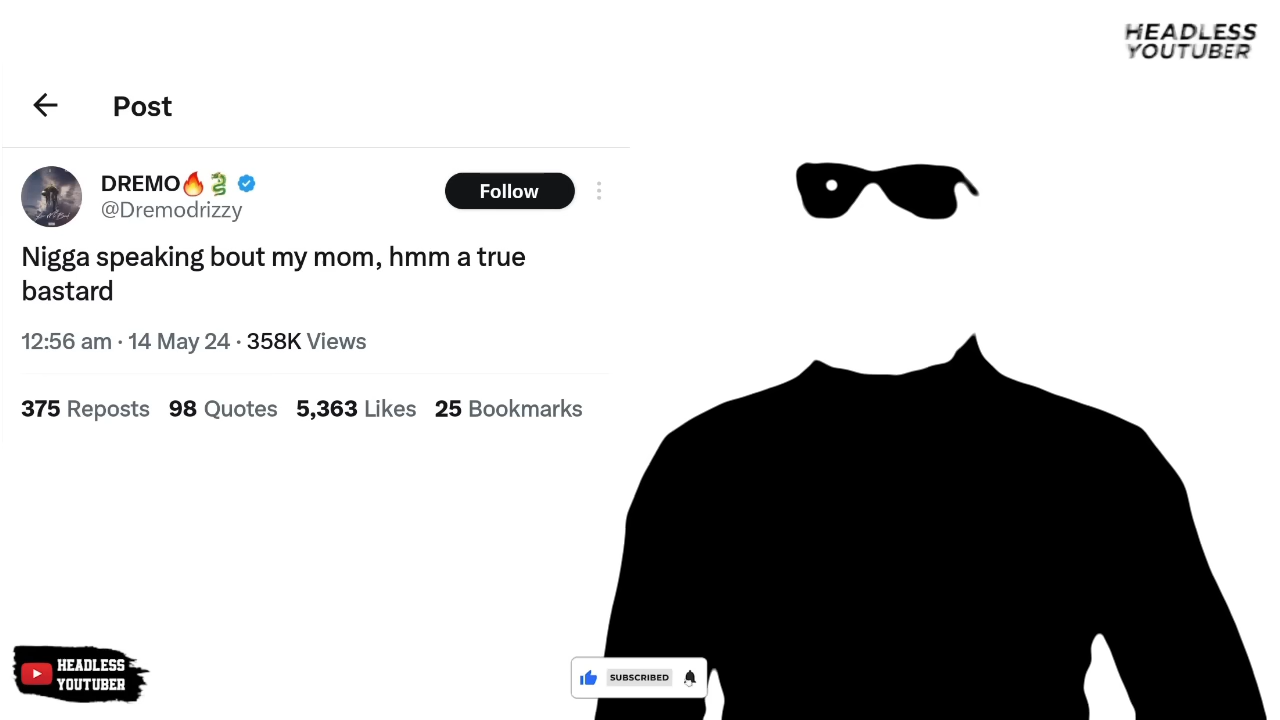 HEADLESS
YOUTUBER
Post
DREMO🔥🐉
@Dremodrizzy
Follow
Nigga speaking bout my mom, hmm a true
bastard
12:56 am · 14 May 24 · 358K Views
375 Reposts 98 Quotes 5,363 Likes 25 Bookmarks
HEADLESS
YOUTUBER
SUBSCRIBED